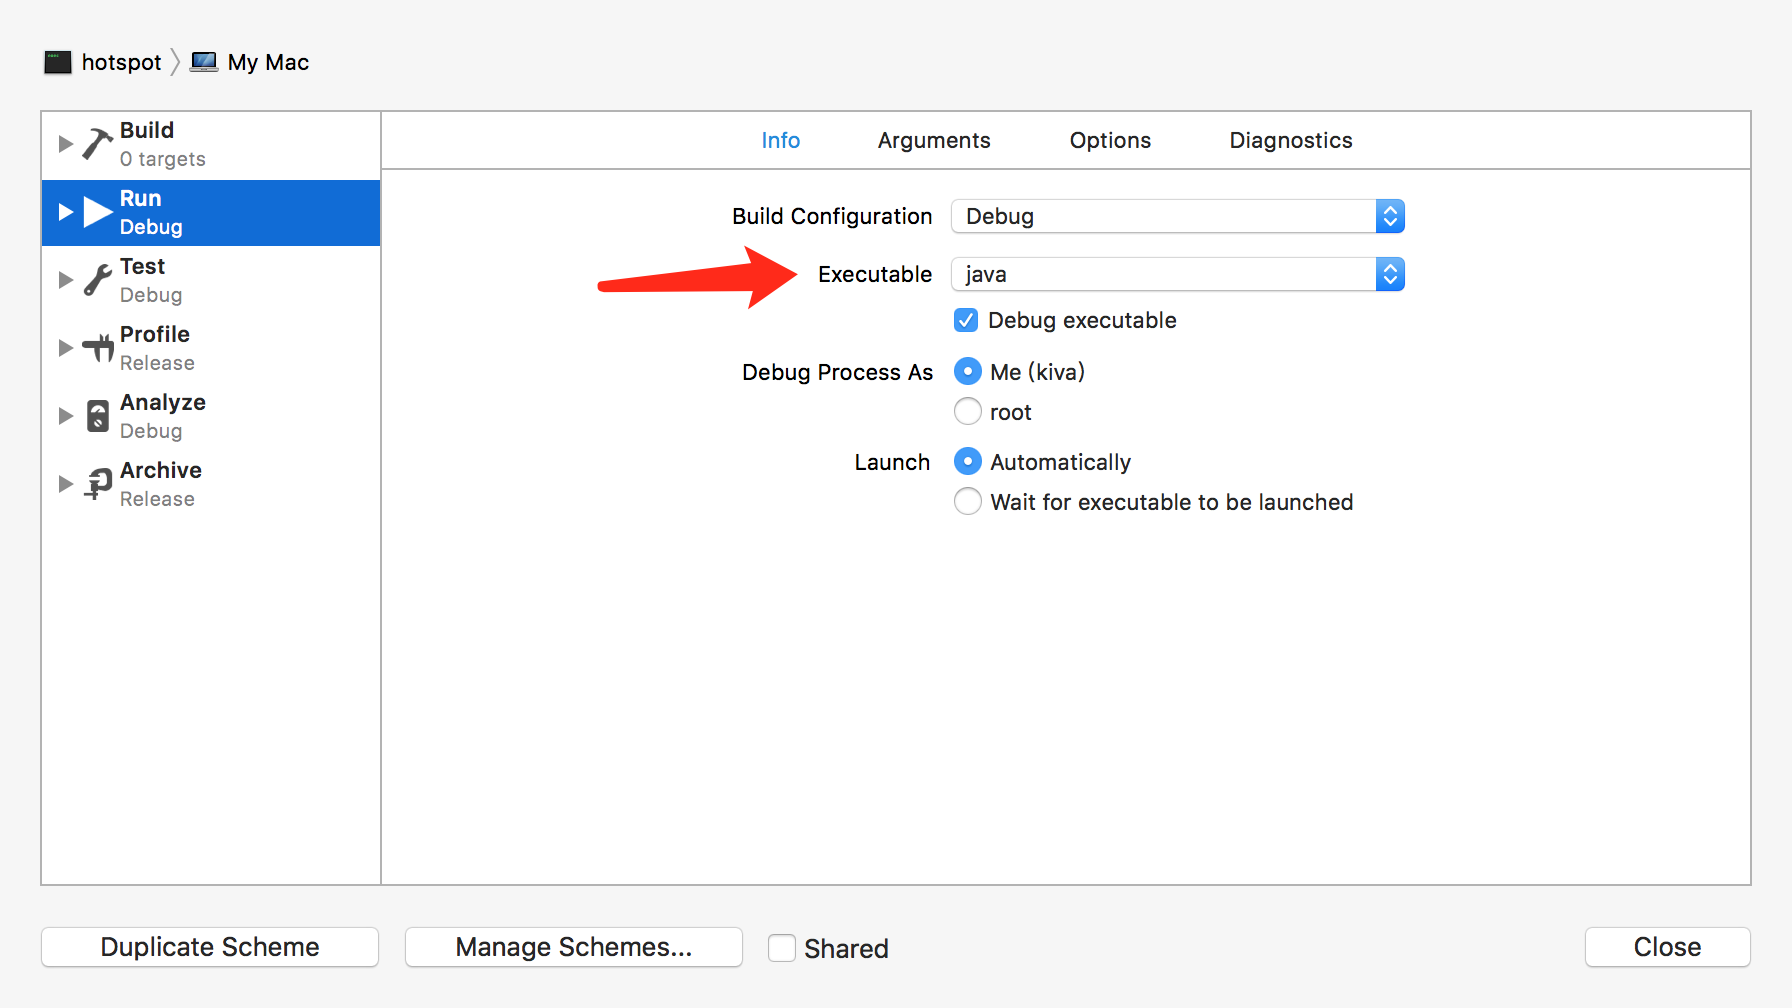 hotspot My Mac
Build
0 targets
Run
Debug
Test
Debug
Profile
Release
Analyze
Debug
Archive
Release
Info Arguments Options Diagnostics
Build Configuration Debug
Executable java
Debug executable
Debug Process As Me (kiva)
root
Launch Automatically
Wait for executable to be launched
Duplicate Scheme Manage Schemes... Shared Close